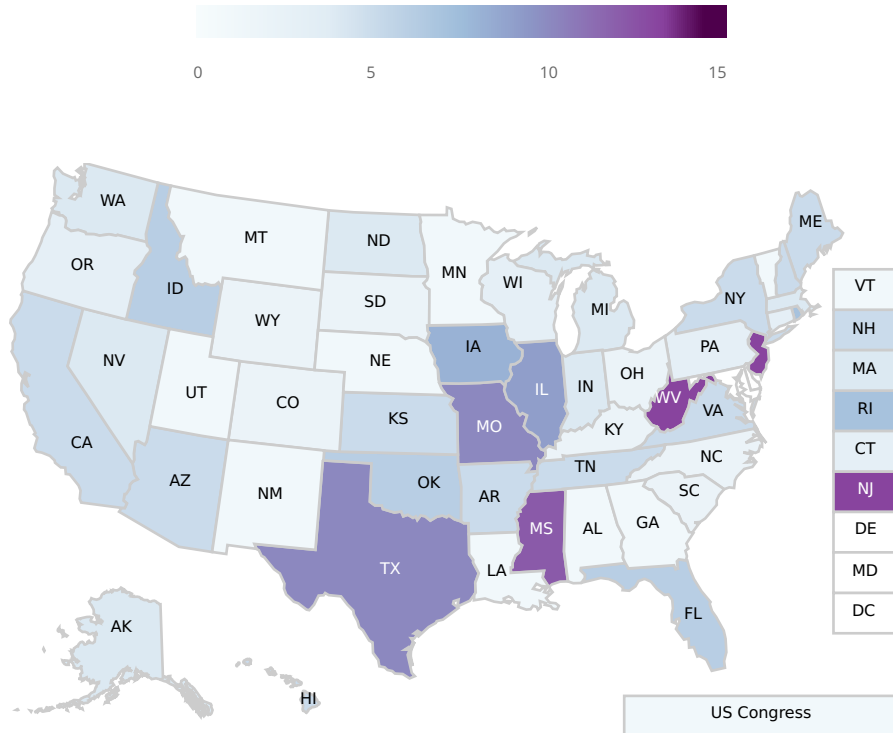 0 5 10 15
WA
ME
MT
ND
OR
MN
WI
ID
SD
VT
NY
MI
WY
NH
IA
PA
NV
NE
MA
OH
IN
IL
UT
WV
CO
RI
VA
KS
MO
KY
CA
CT
NC
TN
AZ
OK
NJ
SC
NM
AR
GA
AL
MS
DE
TX
LA
MD
DC
FL
AK
HI
US Congress